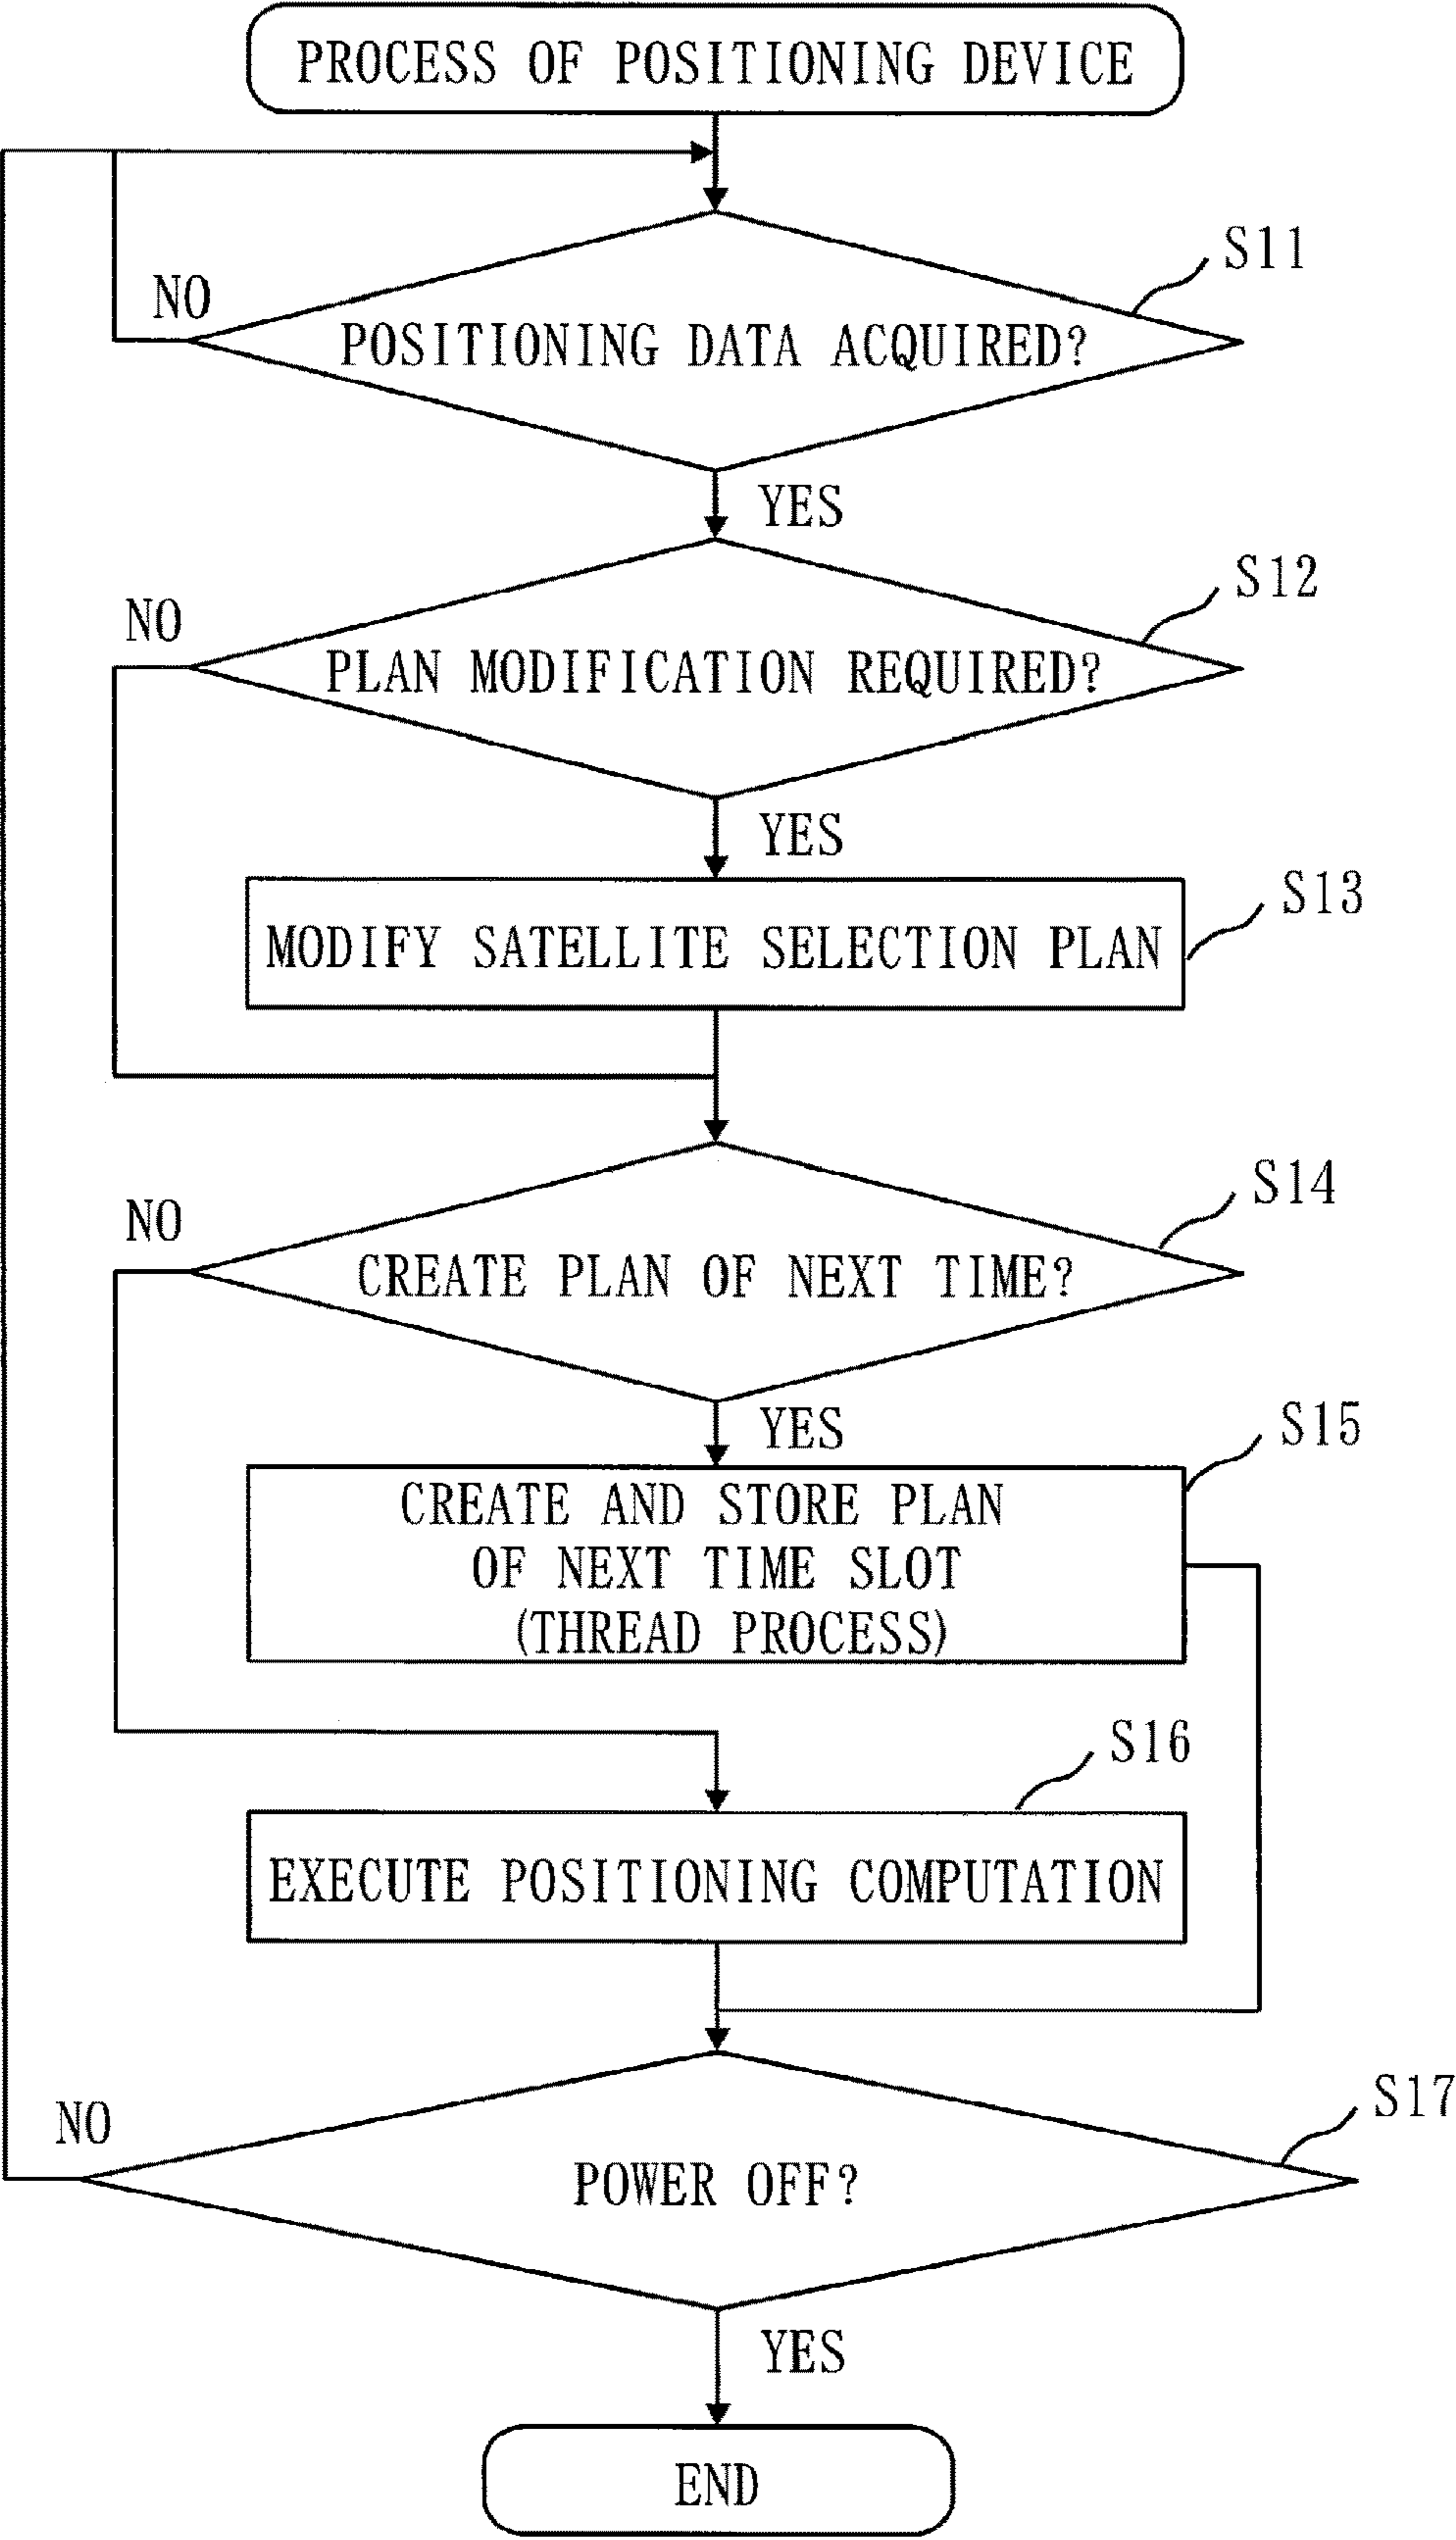 PROCESS OF POSITIONING DEVICE
S11
NO
POSITIONING DATA ACQUIRED?
YES
S12
NO
PLAN MODIFICATION REQUIRED?
YES
S13
MODIFY SATELLITE SELECTION PLAN
S14
NO
CREATE PLAN OF NEXT TIME?
YES
S15
CREATE AND STORE PLAN
OF NEXT TIME SLOT
(THREAD PROCESS)
S16
EXECUTE POSITIONING COMPUTATION
S17
NO
POWER OFF?
YES
END